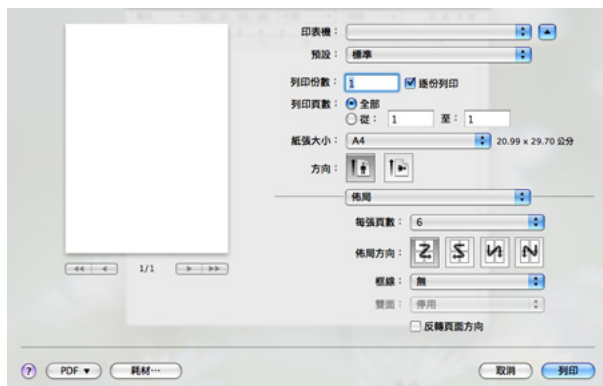 印表機：
預設： 標準
列印份數： 1 逐份列印
列印頁數： 全部
從： 1 至： 1
紙張大小： A4 20.99 x 29.70 公分
方向：
佈局
每張頁數： 6
佈局方向：
框線： 無
雙面： 停用
反轉頁面方向
1/1
? PDF ▼ 耗材… 取消 列印